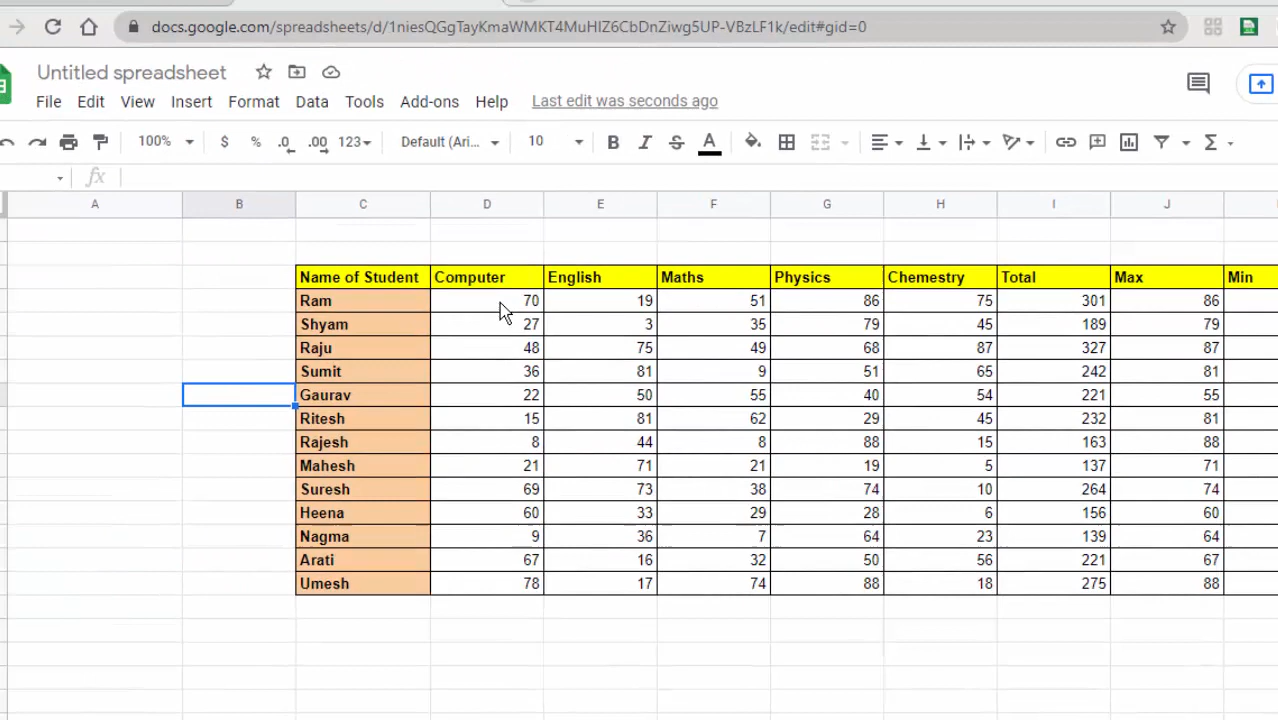 docs.google.com/spreadsheets/d/1niesQGgTayKmaWMKT4MuHIZ6CbDnZiwg5UP-VBzLF1k/edit#gid=0
Untitled spreadsheet
File Edit View Insert Format Data Tools Add-ons Help Last edit was seconds ago
100% $ % .0 .00 123 Default (Ari... 10 B I S A Σ
fx
A B C D E F G H I J
Name of Student Computer English Maths Physics Chemestry Total Max Min
Ram 70 19 51 86 75 301 86
Shyam 27 3 35 79 45 189 79
Raju 48 75 49 68 87 327 87
Sumit 36 81 9 51 65 242 81
Gaurav 22 50 55 40 54 221 55
Ritesh 15 81 62 29 45 232 81
Rajesh 8 44 8 88 15 163 88
Mahesh 21 71 21 19 5 137 71
Suresh 69 73 38 74 10 264 74
Heena 60 33 29 28 6 156 60
Nagma 9 36 7 64 23 139 64
Arati 67 16 32 50 56 221 67
Umesh 78 17 74 88 18 275 88